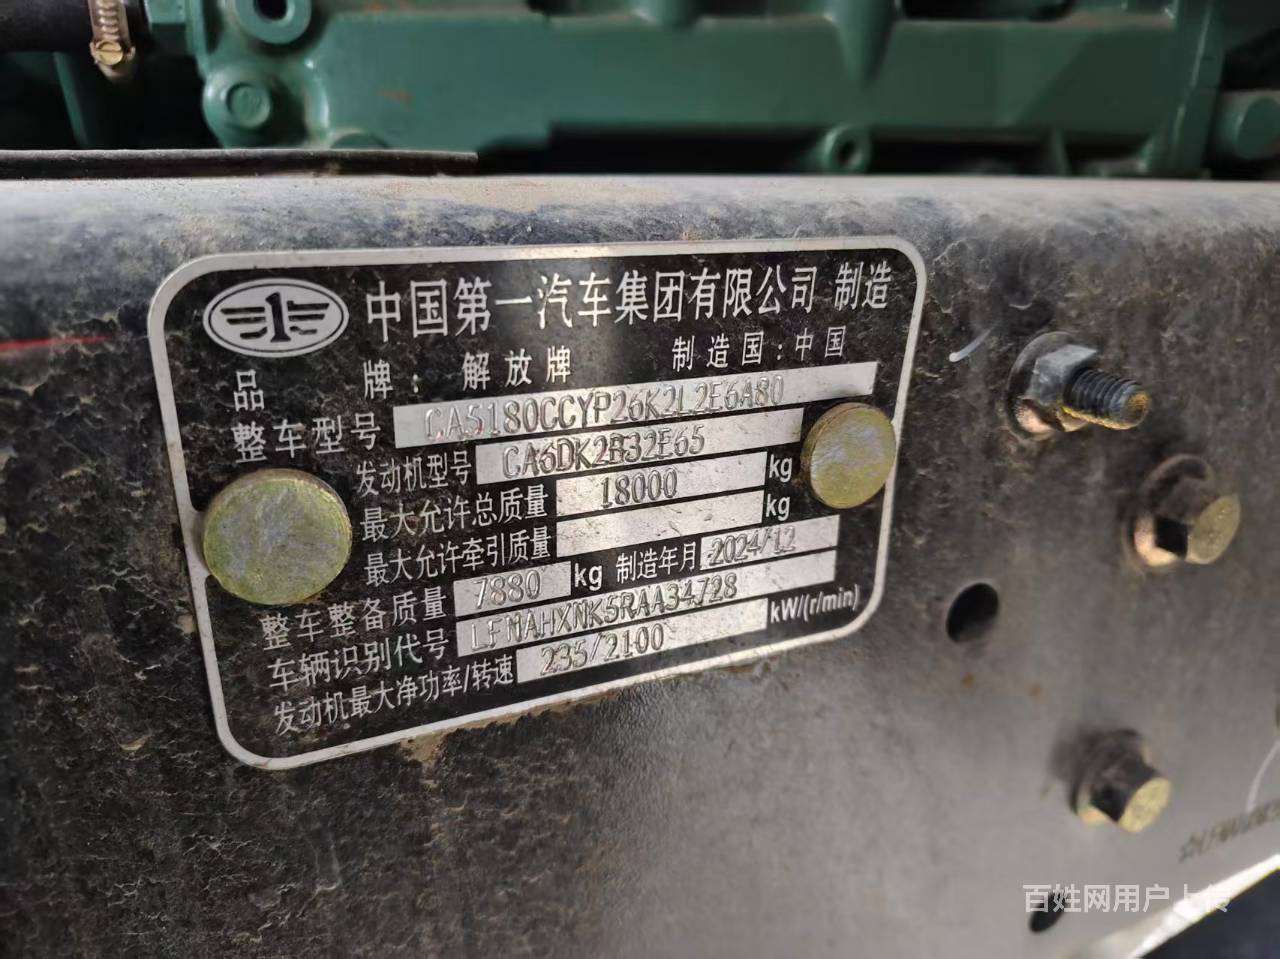 中国第一汽车集团有限公司 制造
品 牌：解放牌 制造国：中国
整车型号 CA5180CCYP26K2L2E6A80
发动机型号 CA6DK2B32E65
最大允许总质量 18000 kg
最大允许牵引质量 kg
整车整备质量 7880 kg 制造年月 2024/12
车辆识别代号 LFNAHXNK5RAA34728
发动机最大净功率/转速 235/2100 kW/(r/min)
百姓网用户上传